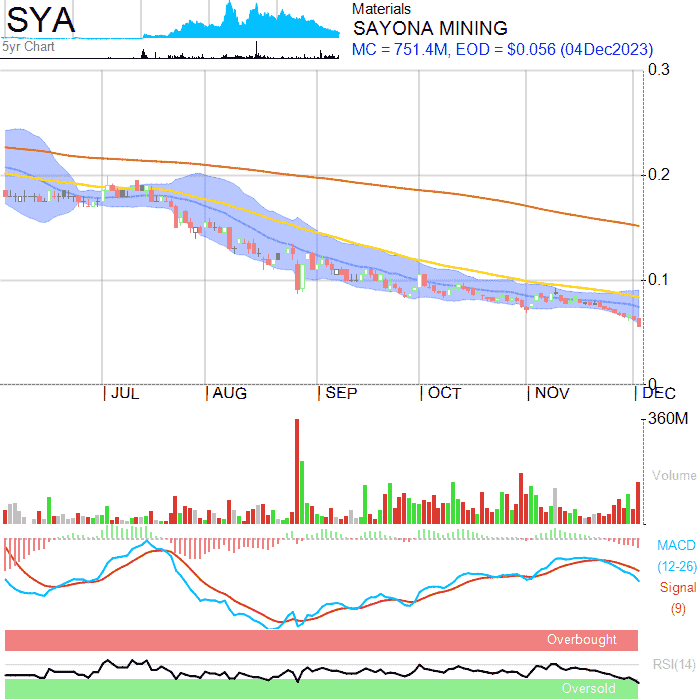 SYA
5yr Chart
Materials
SAYONA MINING
MC = 751.4M, EOD = $0.056 (04Dec2023)
0.3
0.2
0.1
0
JUL AUG SEP OCT NOV DEC
360M
Volume
MACD
(12-26)
Signal
(9)
Overbought
RSI(14)
Oversold